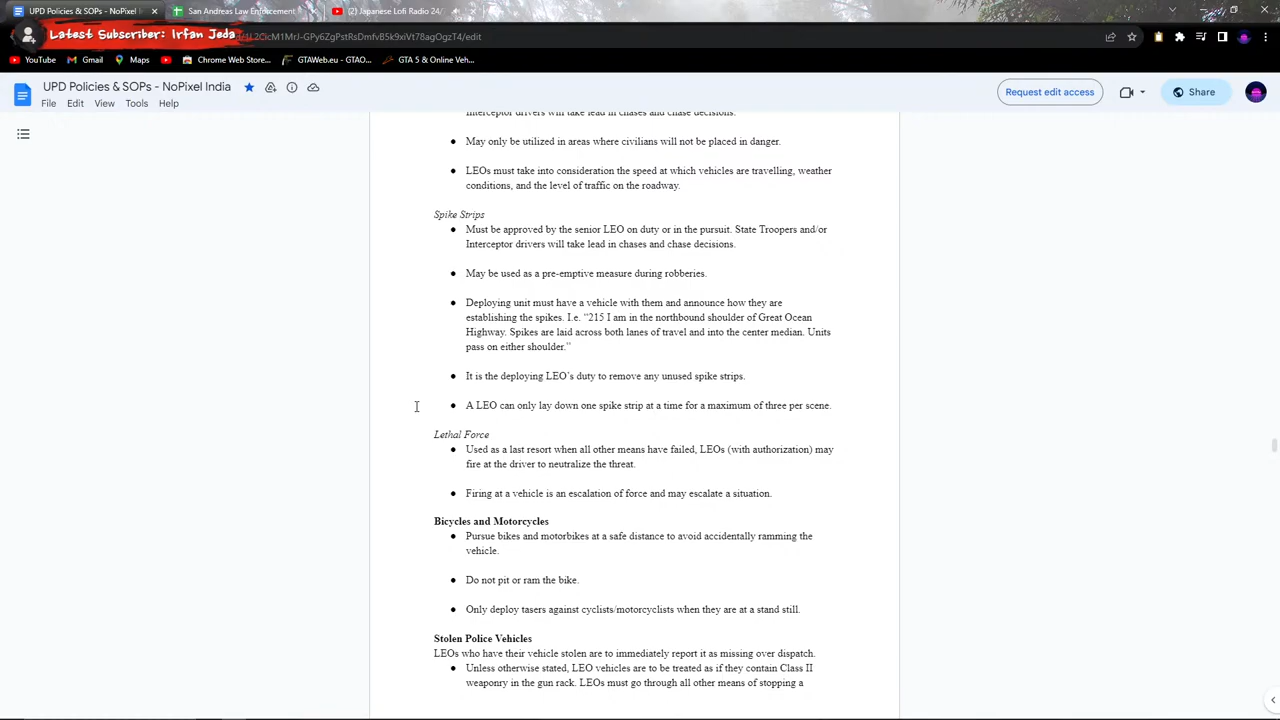 UPD Policies & SOPs - NoPixel I
San Andreas Law Enforcement
(2) Japanese Lofi Radio 24/
Latest Subscriber: Irfan Jeda
2CicM1MrJ-GPy6ZgPstRsDmfvB5k9xiVt78agOgzT4/edit
YouTube
Gmail
Maps
Chrome Web Store...
GTAWeb.eu - GTAO...
GTA 5 & Online Veh...
UPD Policies & SOPs - NoPixel India
File Edit View Tools Help
Request edit access
Share
Interceptor drivers will take lead in chases and chase decisions.
● May only be utilized in areas where civilians will not be placed in danger.
● LEOs must take into consideration the speed at which vehicles are travelling, weather
conditions, and the level of traffic on the roadway.
Spike Strips
● Must be approved by the senior LEO on duty or in the pursuit. State Troopers and/or
Interceptor drivers will take lead in chases and chase decisions.
● May be used as a pre-emptive measure during robberies.
● Deploying unit must have a vehicle with them and announce how they are
establishing the spikes. I.e. “215 I am in the northbound shoulder of Great Ocean
Highway. Spikes are laid across both lanes of travel and into the center median. Units
pass on either shoulder.”
● It is the deploying LEO’s duty to remove any unused spike strips.
● A LEO can only lay down one spike strip at a time for a maximum of three per scene.
Lethal Force
● Used as a last resort when all other means have failed, LEOs (with authorization) may
fire at the driver to neutralize the threat.
● Firing at a vehicle is an escalation of force and may escalate a situation.
Bicycles and Motorcycles
● Pursue bikes and motorbikes at a safe distance to avoid accidentally ramming the
vehicle.
● Do not pit or ram the bike.
● Only deploy tasers against cyclists/motorcyclists when they are at a stand still.
Stolen Police Vehicles
LEOs who have their vehicle stolen are to immediately report it as missing over dispatch.
● Unless otherwise stated, LEO vehicles are to be treated as if they contain Class II
weaponry in the gun rack. LEOs must go through all other means of stopping a